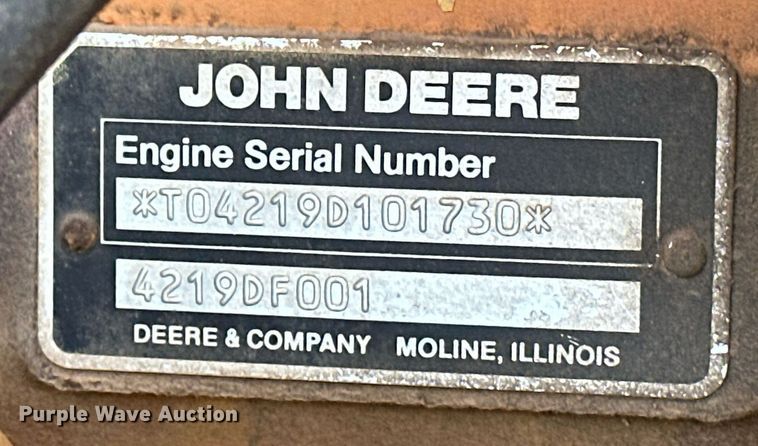 JOHN DEERE
Engine Serial Number
*T04219D101730*
4219DF001
DEERE & COMPANY MOLINE, ILLINOIS
Purple Wave Auction